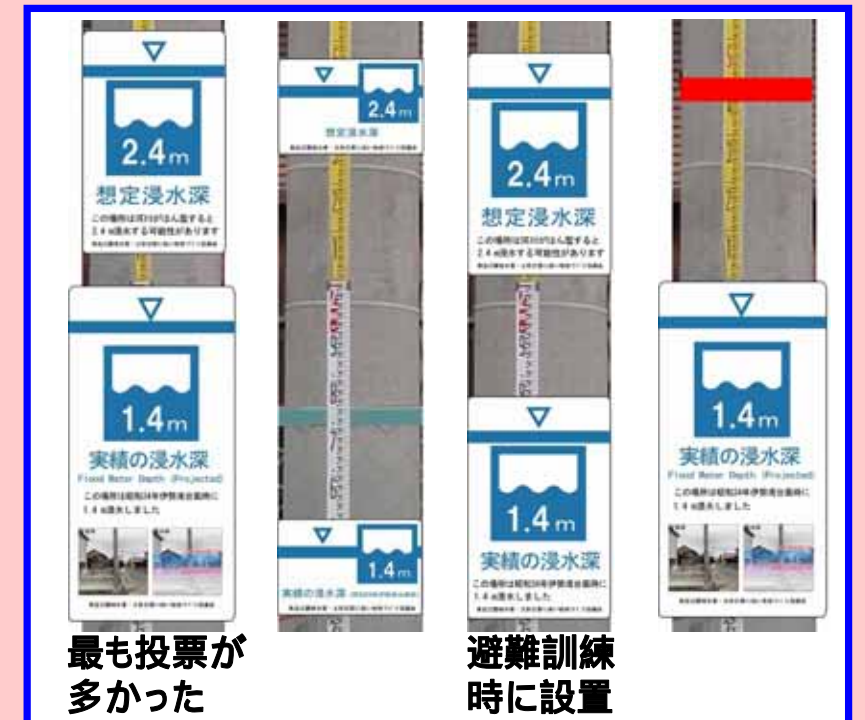 2.4m
想定浸水深
この場所は河川がはん濫すると
2.4m浸水する可能性があります
1.4m
実績の浸水深
Flood Water Depth (Projected)
この場所は昭和34年伊勢湾台風時に
1.4m浸水しました
最も投票が
多かった
2.4m
想定浸水深
1.4m
実績の浸水深
2.4m
想定浸水深
この場所は河川がはん濫すると
2.4m浸水する可能性があります
1.4m
実績の浸水深
この場所は昭和34年伊勢湾台風時に
1.4m浸水しました
避難訓練
時に設置
1.4m
実績の浸水深
Flood Water Depth (Projected)
この場所は昭和34年伊勢湾台風時に
1.4m浸水しました